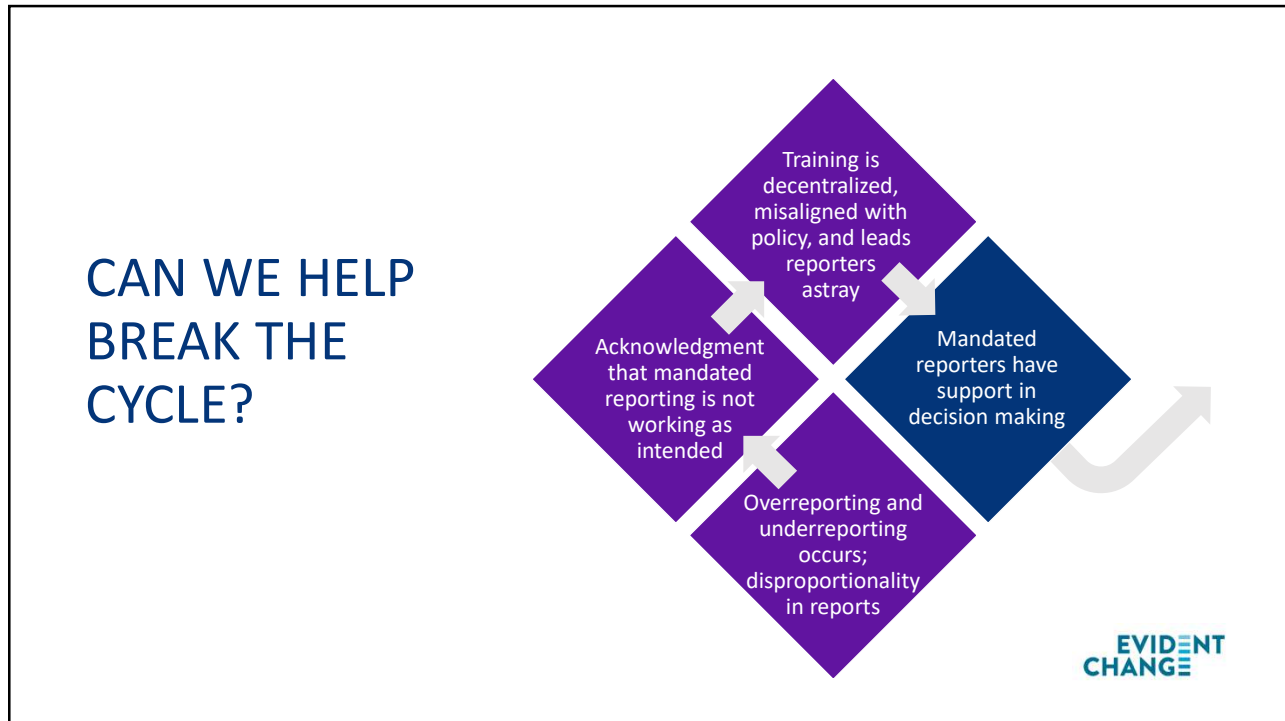 CAN WE HELP
BREAK THE
CYCLE?
Training is
decentralized,
misaligned with
policy, and leads
reporters
astray
Mandated
reporters have
support in
decision making
Overreporting and
underreporting
occurs;
disproportionality
in reports
Acknowledgment
that mandated
reporting is not
working as
intended
EVIDENT
CHANGE